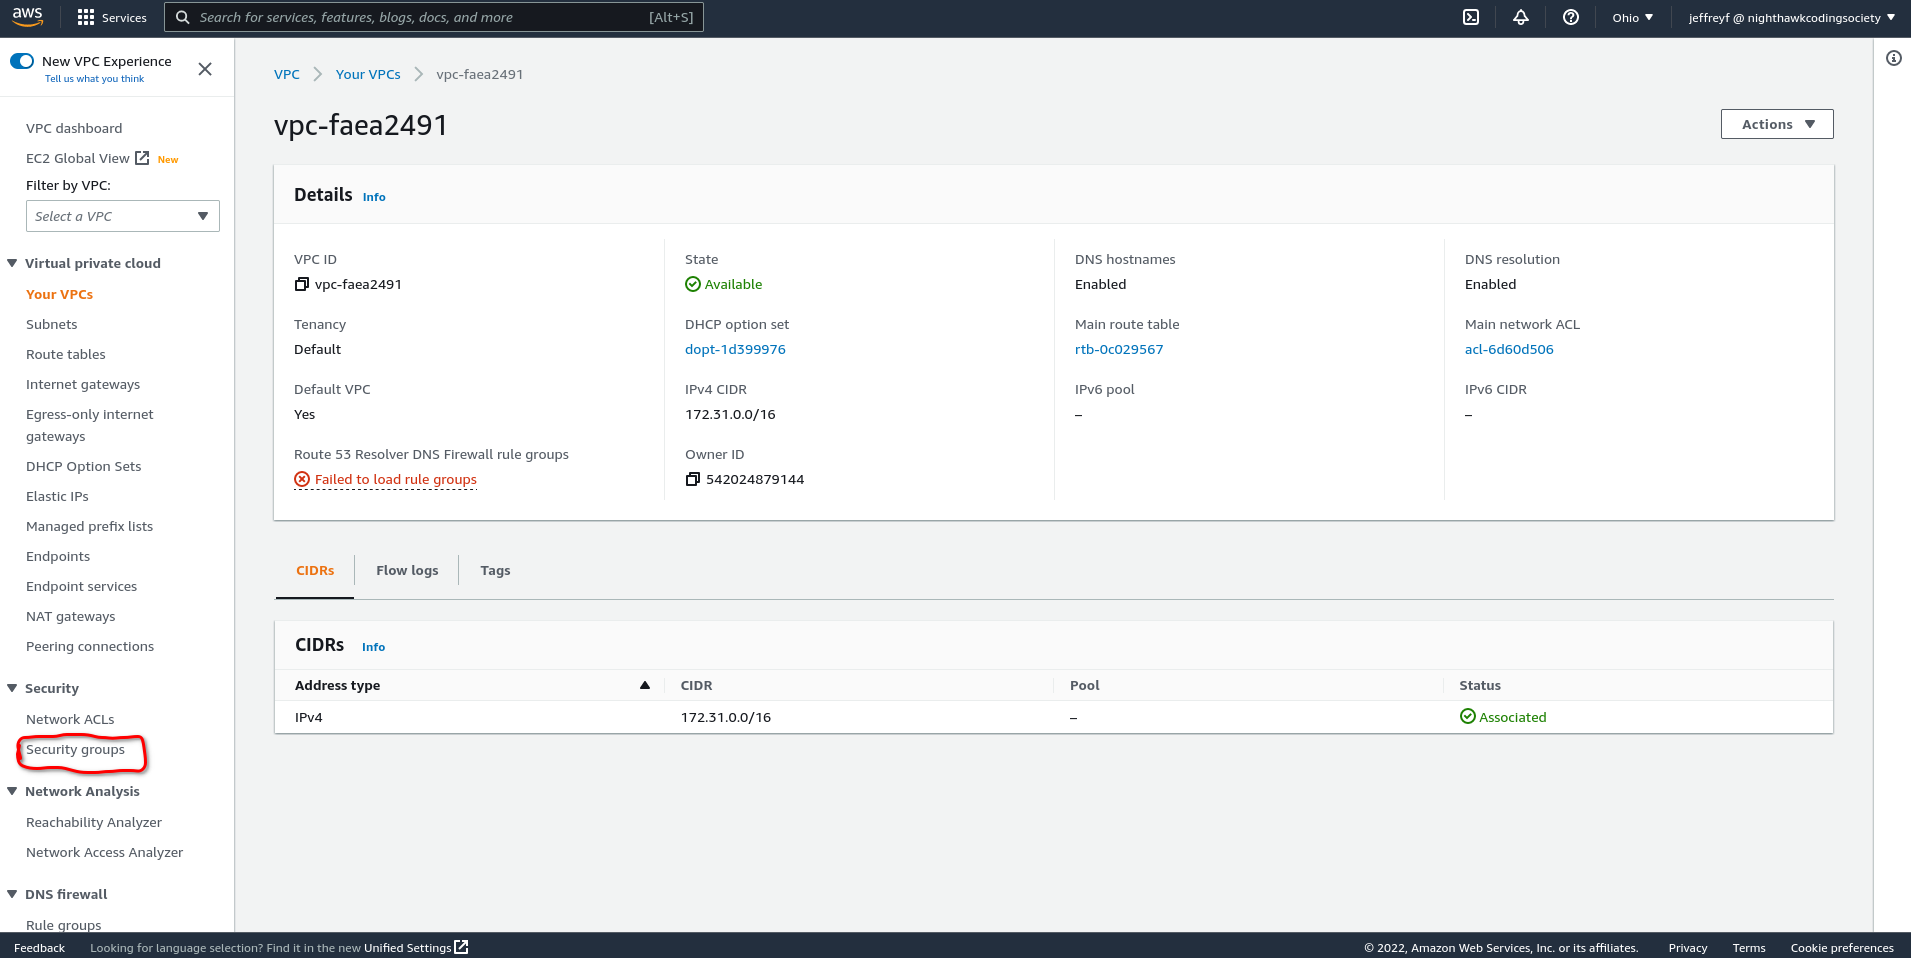 aws
Services
Search for services, features, blogs, docs, and more
[Alt+S]
Ohio
jeffreyf @ nighthawkcodingsociety
New VPC Experience
Tell us what you think
VPC dashboard
EC2 Global View New
Filter by VPC:
Select a VPC
Virtual private cloud
Your VPCs
Subnets
Route tables
Internet gateways
Egress-only internet
gateways
DHCP Option Sets
Elastic IPs
Managed prefix lists
Endpoints
Endpoint services
NAT gateways
Peering connections
Security
Network ACLs
Security groups
Network Analysis
Reachability Analyzer
Network Access Analyzer
DNS firewall
Rule groups
VPC
Your VPCs
vpc-faea2491
vpc-faea2491
Actions
Details Info
VPC ID
vpc-faea2491
State
Available
DNS hostnames
Enabled
DNS resolution
Enabled
Tenancy
Default
DHCP option set
dopt-1d399976
Main route table
rtb-0c029567
Main network ACL
acl-6d60d506
Default VPC
Yes
IPv4 CIDR
172.31.0.0/16
IPv6 pool
–
IPv6 CIDR
–
Route 53 Resolver DNS Firewall rule groups
Failed to load rule groups
Owner ID
542024879144
CIDRs
Flow logs
Tags
CIDRs Info
Address type
CIDR
Pool
Status
IPv4
172.31.0.0/16
–
Associated
Feedback
Looking for language selection? Find it in the new Unified Settings
© 2022, Amazon Web Services, Inc. or its affiliates.
Privacy
Terms
Cookie preferences